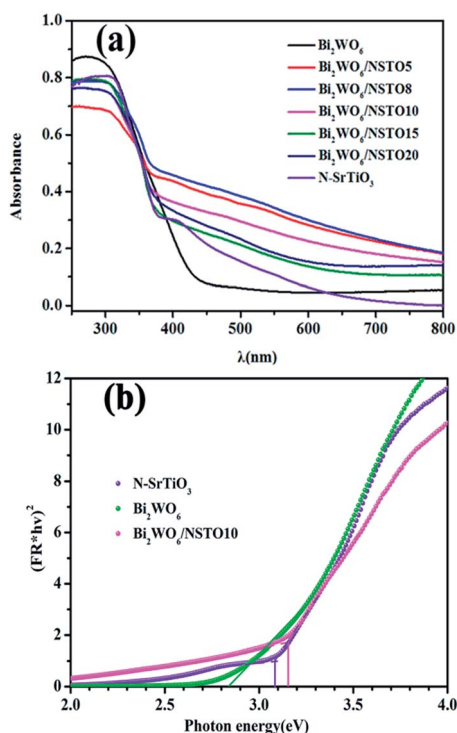 (a)
Bi₂WO₆
Bi₂WO₆/NSTO5
Bi₂WO₆/NSTO8
Bi₂WO₆/NSTO10
Bi₂WO₆/NSTO15
Bi₂WO₆/NSTO20
N-SrTiO₃
Absorbance
1.0
0.8
0.6
0.4
0.2
0.0
300 400 500 600 700 800
λ(nm)
(b)
N-SrTiO₃
Bi₂WO₆
Bi₂WO₆/NSTO10
(FR*hν)²
12
10
8
6
4
2
0
2.0 2.5 3.0 3.5 4.0
Photon energy(eV)